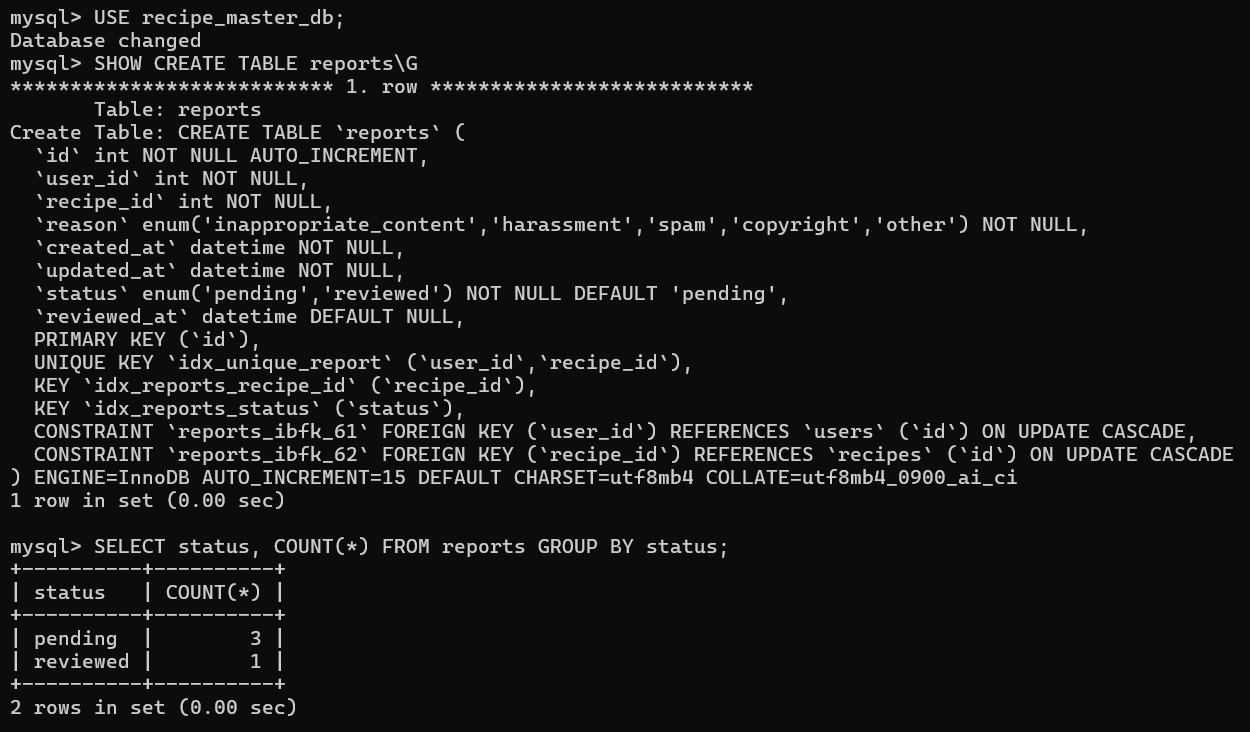 mysql> USE recipe_master_db;
Database changed
mysql> SHOW CREATE TABLE reports\G
*************************** 1. row ***************************
       Table: reports
Create Table: CREATE TABLE `reports` (
  `id` int NOT NULL AUTO_INCREMENT,
  `user_id` int NOT NULL,
  `recipe_id` int NOT NULL,
  `reason` enum('inappropriate_content','harassment','spam','copyright','other') NOT NULL,
  `created_at` datetime NOT NULL,
  `updated_at` datetime NOT NULL,
  `status` enum('pending','reviewed') NOT NULL DEFAULT 'pending',
  `reviewed_at` datetime DEFAULT NULL,
  PRIMARY KEY (`id`),
  UNIQUE KEY `idx_unique_report` (`user_id`,`recipe_id`),
  KEY `idx_reports_recipe_id` (`recipe_id`),
  KEY `idx_reports_status` (`status`),
  CONSTRAINT `reports_ibfk_61` FOREIGN KEY (`user_id`) REFERENCES `users` (`id`) ON UPDATE CASCADE,
  CONSTRAINT `reports_ibfk_62` FOREIGN KEY (`recipe_id`) REFERENCES `recipes` (`id`) ON UPDATE CASCADE
) ENGINE=InnoDB AUTO_INCREMENT=15 DEFAULT CHARSET=utf8mb4 COLLATE=utf8mb4_0900_ai_ci
1 row in set (0.00 sec)

mysql> SELECT status, COUNT(*) FROM reports GROUP BY status;
+----------+----------+
| status   | COUNT(*) |
+----------+----------+
| pending  |        3 |
| reviewed |        1 |
+----------+----------+
2 rows in set (0.00 sec)